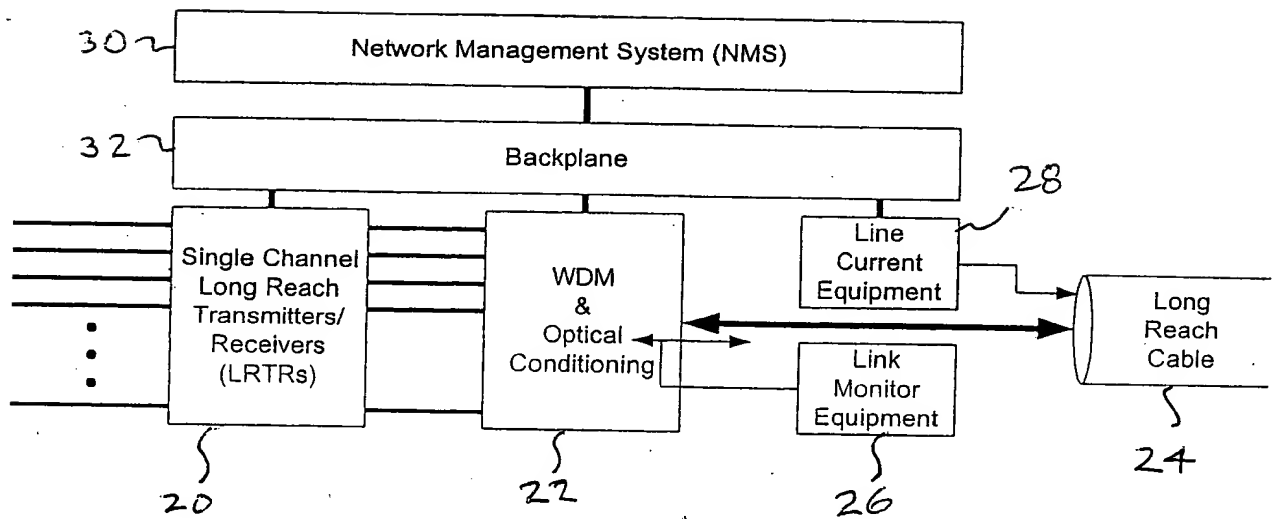 30
Network Management System (NMS)
32
Backplane
28
Single Channel
Long Reach
Transmitters/
Receivers
(LRTRs)
WDM
&
Optical
Conditioning
Line
Current
Equipment
Link
Monitor
Equipment
Long
Reach
Cable
20
22
26
24